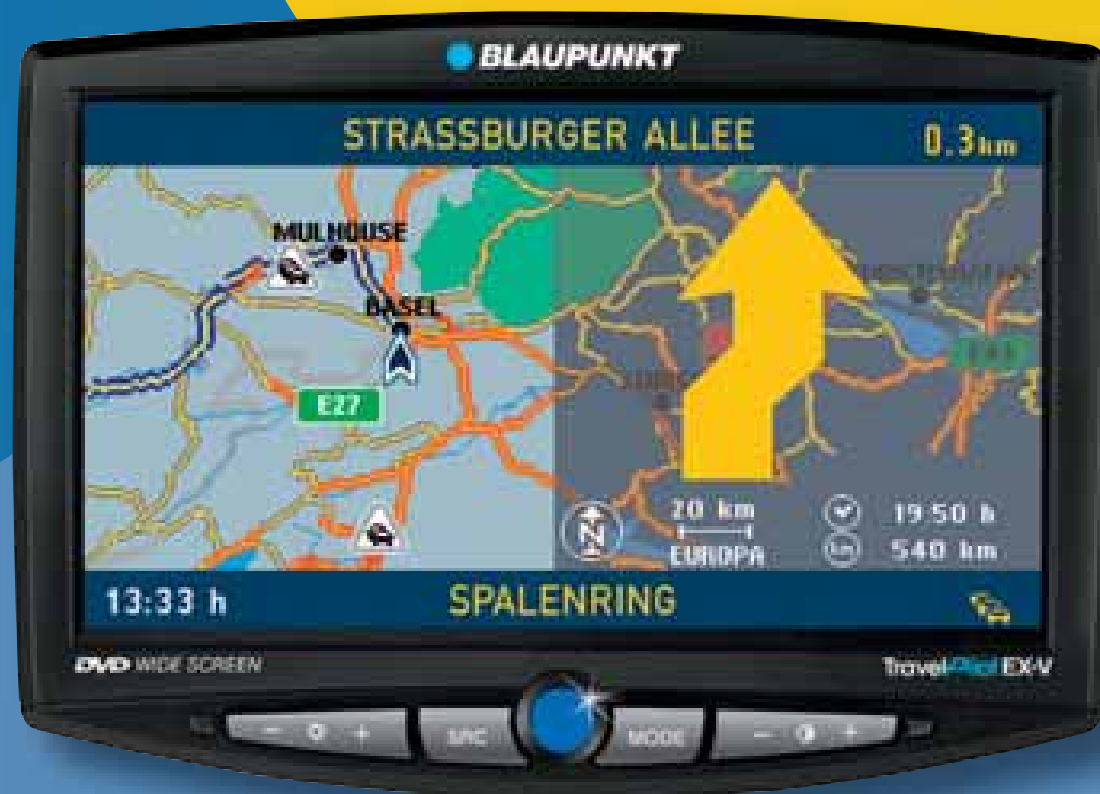 BLAUPUNKT
STRASSBURGER ALLEE 0.3km
MULHOUSE
BASEL
E27
20 km 19 50 h
EUROPA km 540 km
13:33 h SPALENRING
DVD WIDE SCREEN TravelPilot EX-V
- + SRC MODE - +